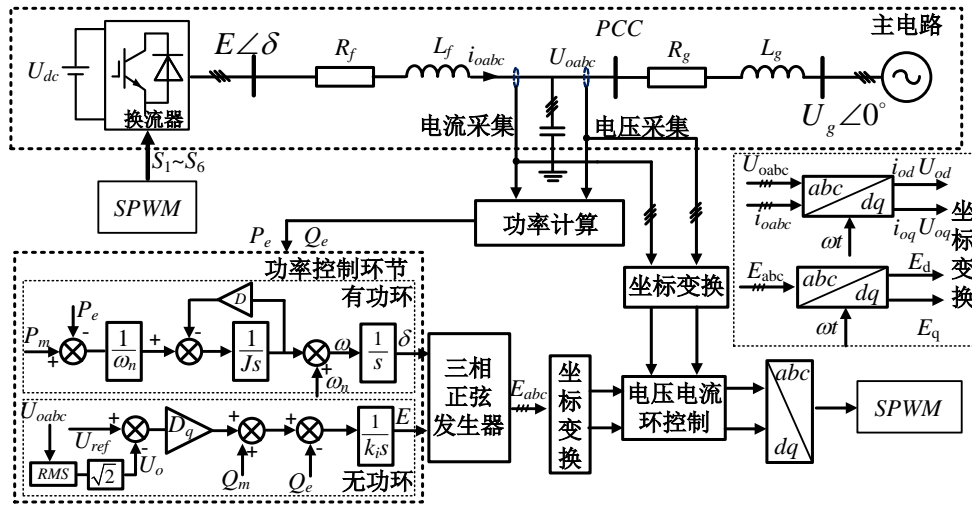 主电路
U_dc
换流器
E∠δ
R_f
L_f
i_oabc
U_oabc
PCC
R_g
L_g
U_g∠0°
电流采集
电压采集
S_1~S_6
SPWM
功率计算
P_e
Q_e
坐标变换
U_oabc
i_oabc
abc
dq
i_od U_od
i_oq U_oq
ωt
E_abc
abc
dq
E_d
E_q
ωt
坐标变换
功率控制环节
有功环
P_m
P_e
+
-
1/ω_n
+
-
D
1/Js
+
+
ω
ω_n
1/s
δ
无功环
U_oabc
RMS
√2
U_ref
U_o
+
-
D_q
+
+
Q_m
+
-
Q_e
1/k_i s
E
三相
正弦
发生器
E_abc
坐标变换
电压电流
环控制
abc
dq
SPWM